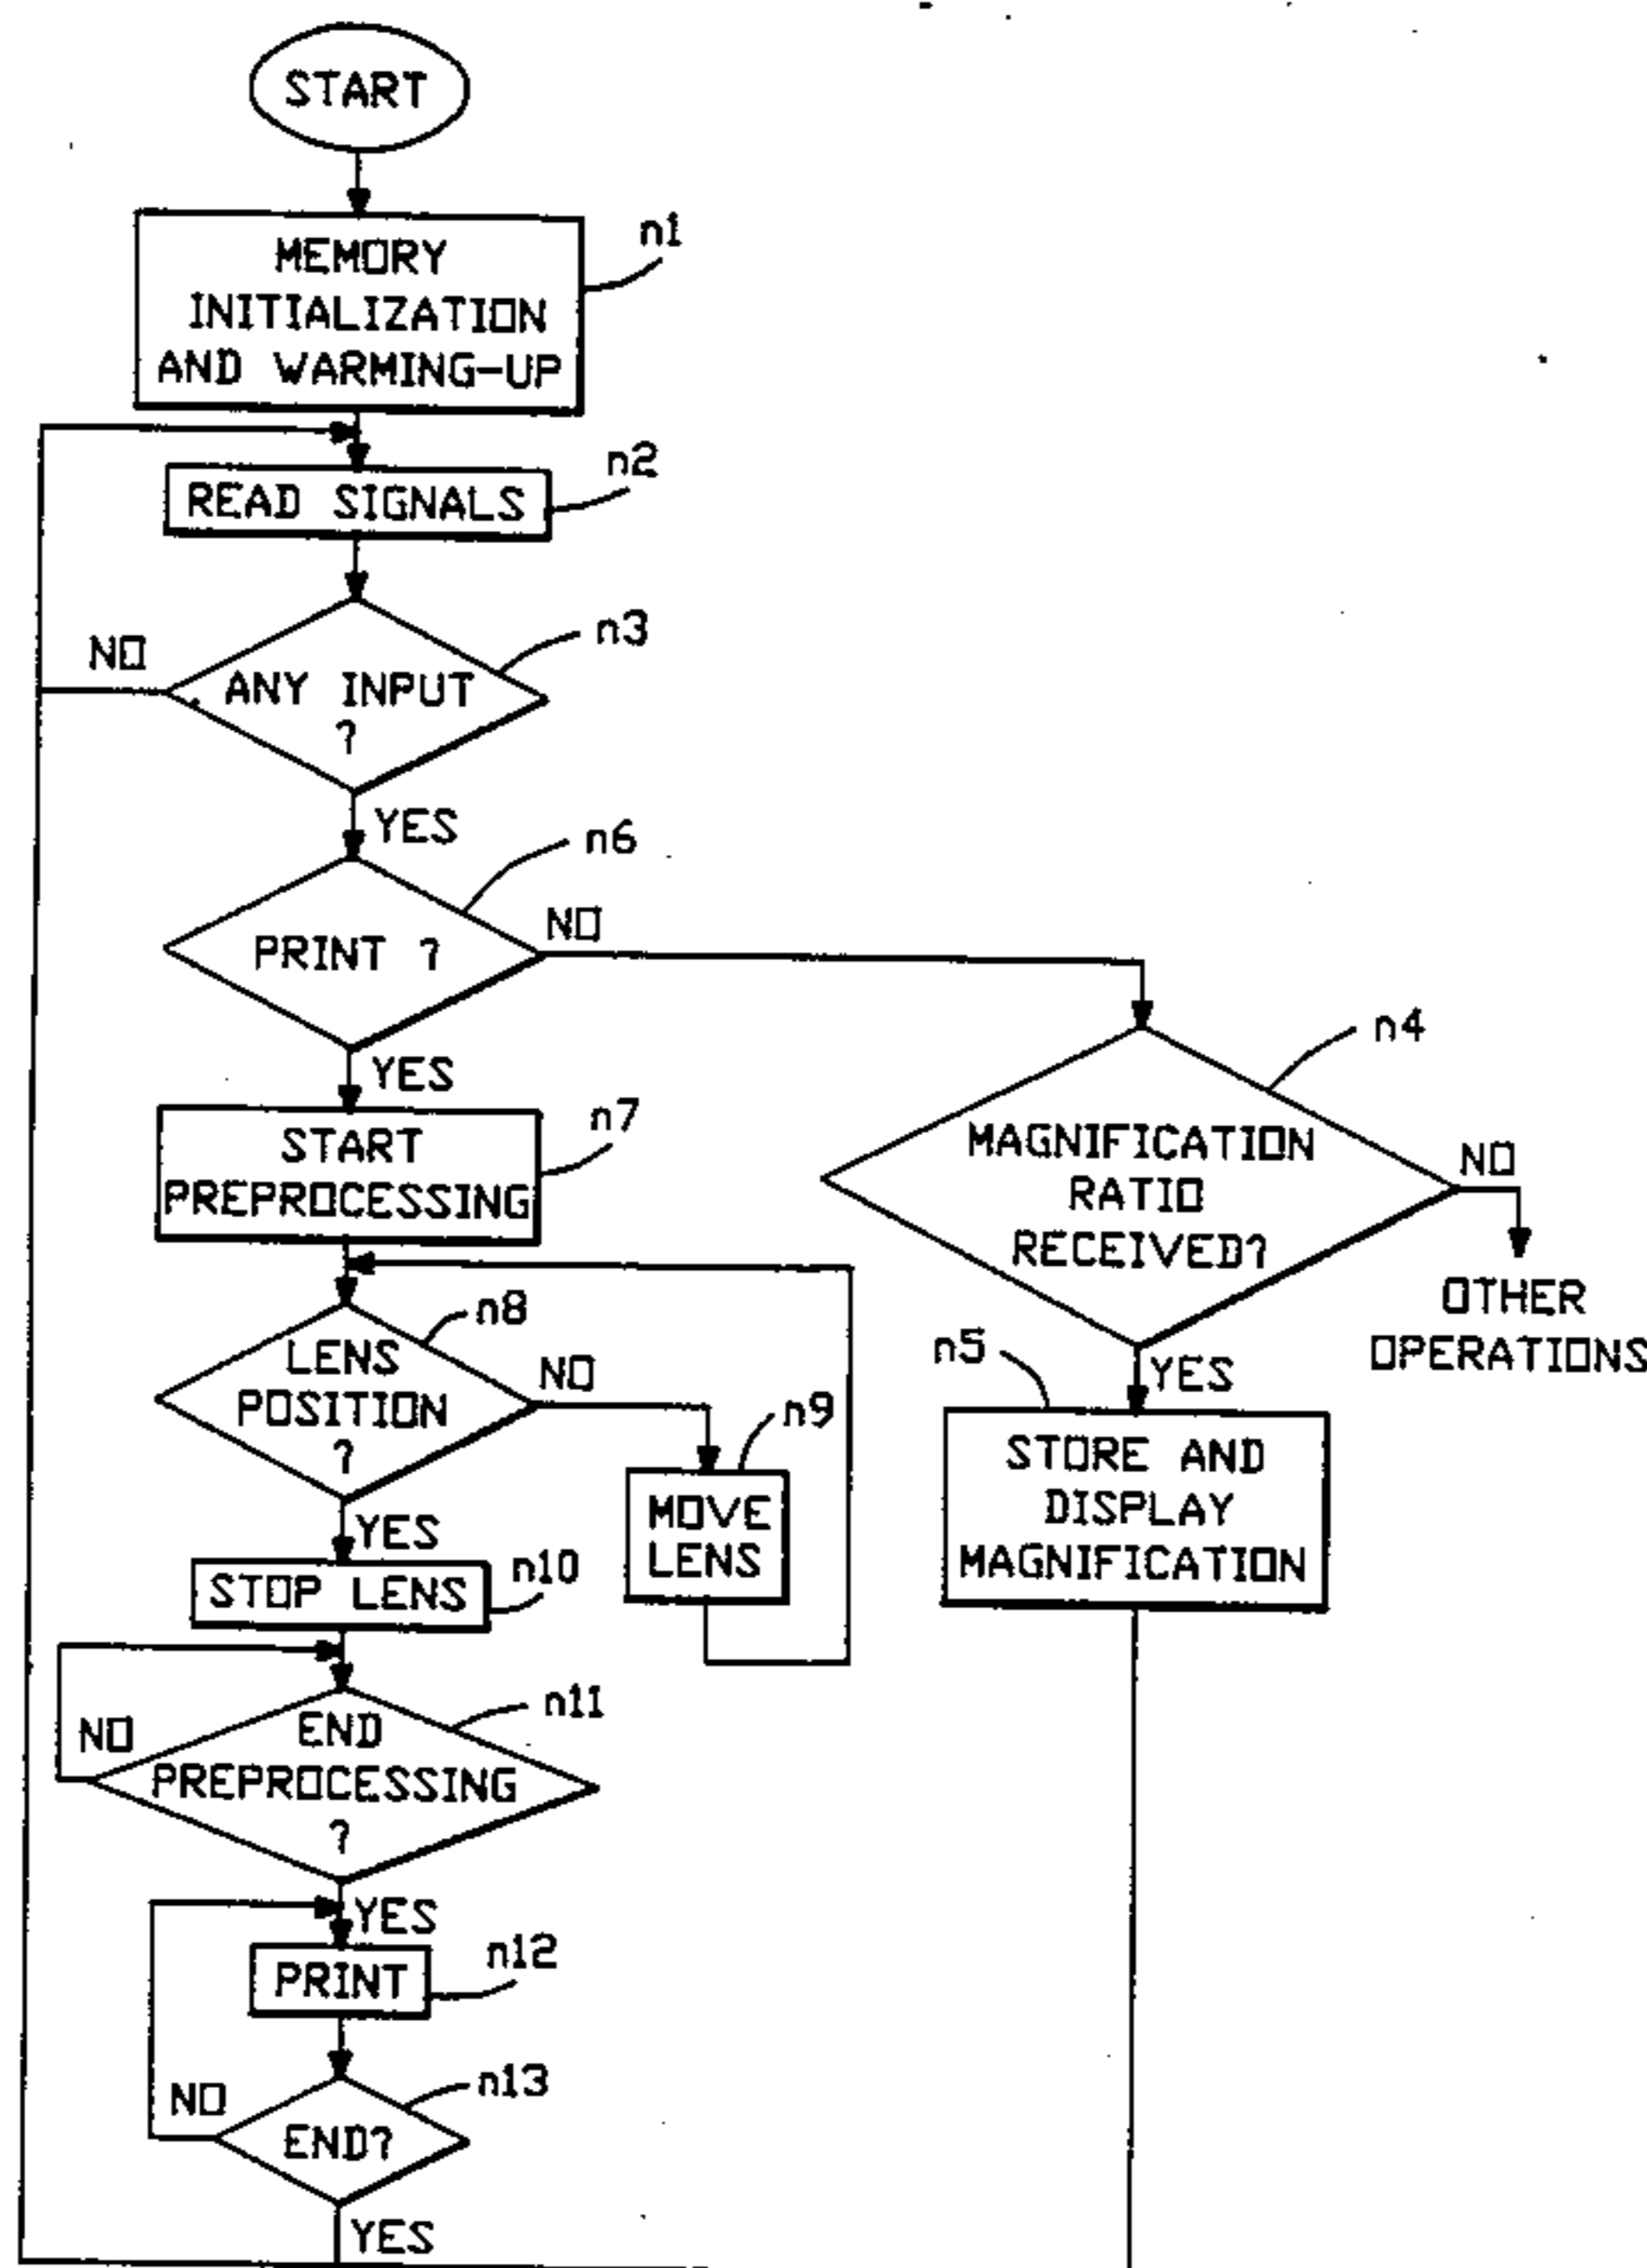 START
MEMORY
INITIALIZATION
AND WARMING-UP
n1
READ SIGNALS
n2
ANY INPUT
?
n3
NO
YES
PRINT ?
n6
NO
YES
START
PREPROCESSING
n7
MAGNIFICATION
RATIO
RECEIVED?
n4
NO
OTHER
OPERATIONS
YES
n5
STORE AND
DISPLAY
MAGNIFICATION
LENS
POSITION
?
n8
NO
n9
MOVE
LENS
YES
STOP LENS
n10
END
PREPROCESSING
?
n11
NO
YES
PRINT
n12
END?
n13
NO
YES